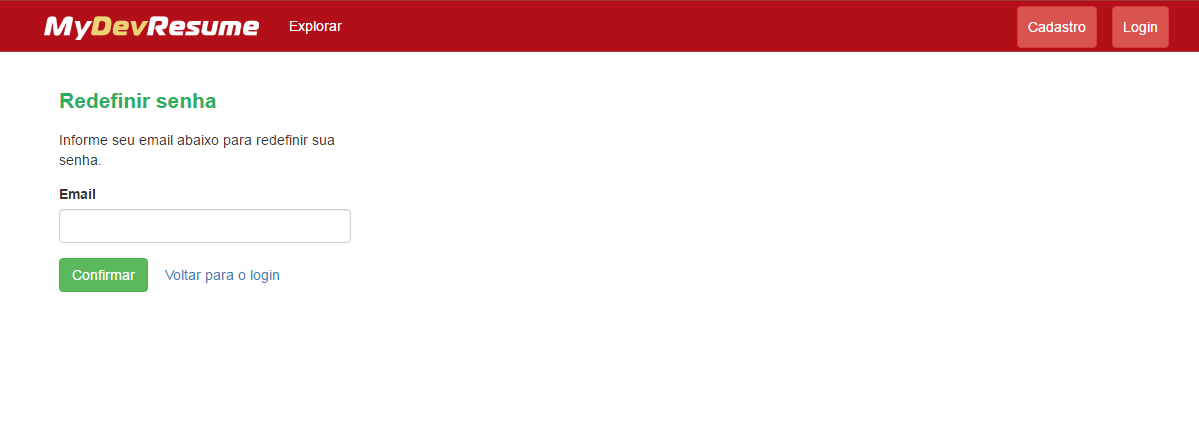 MyDevResume
Explorar
Cadastro
Login
Redefinir senha
Informe seu email abaixo para redefinir sua
senha.
Email
Confirmar
Voltar para o login